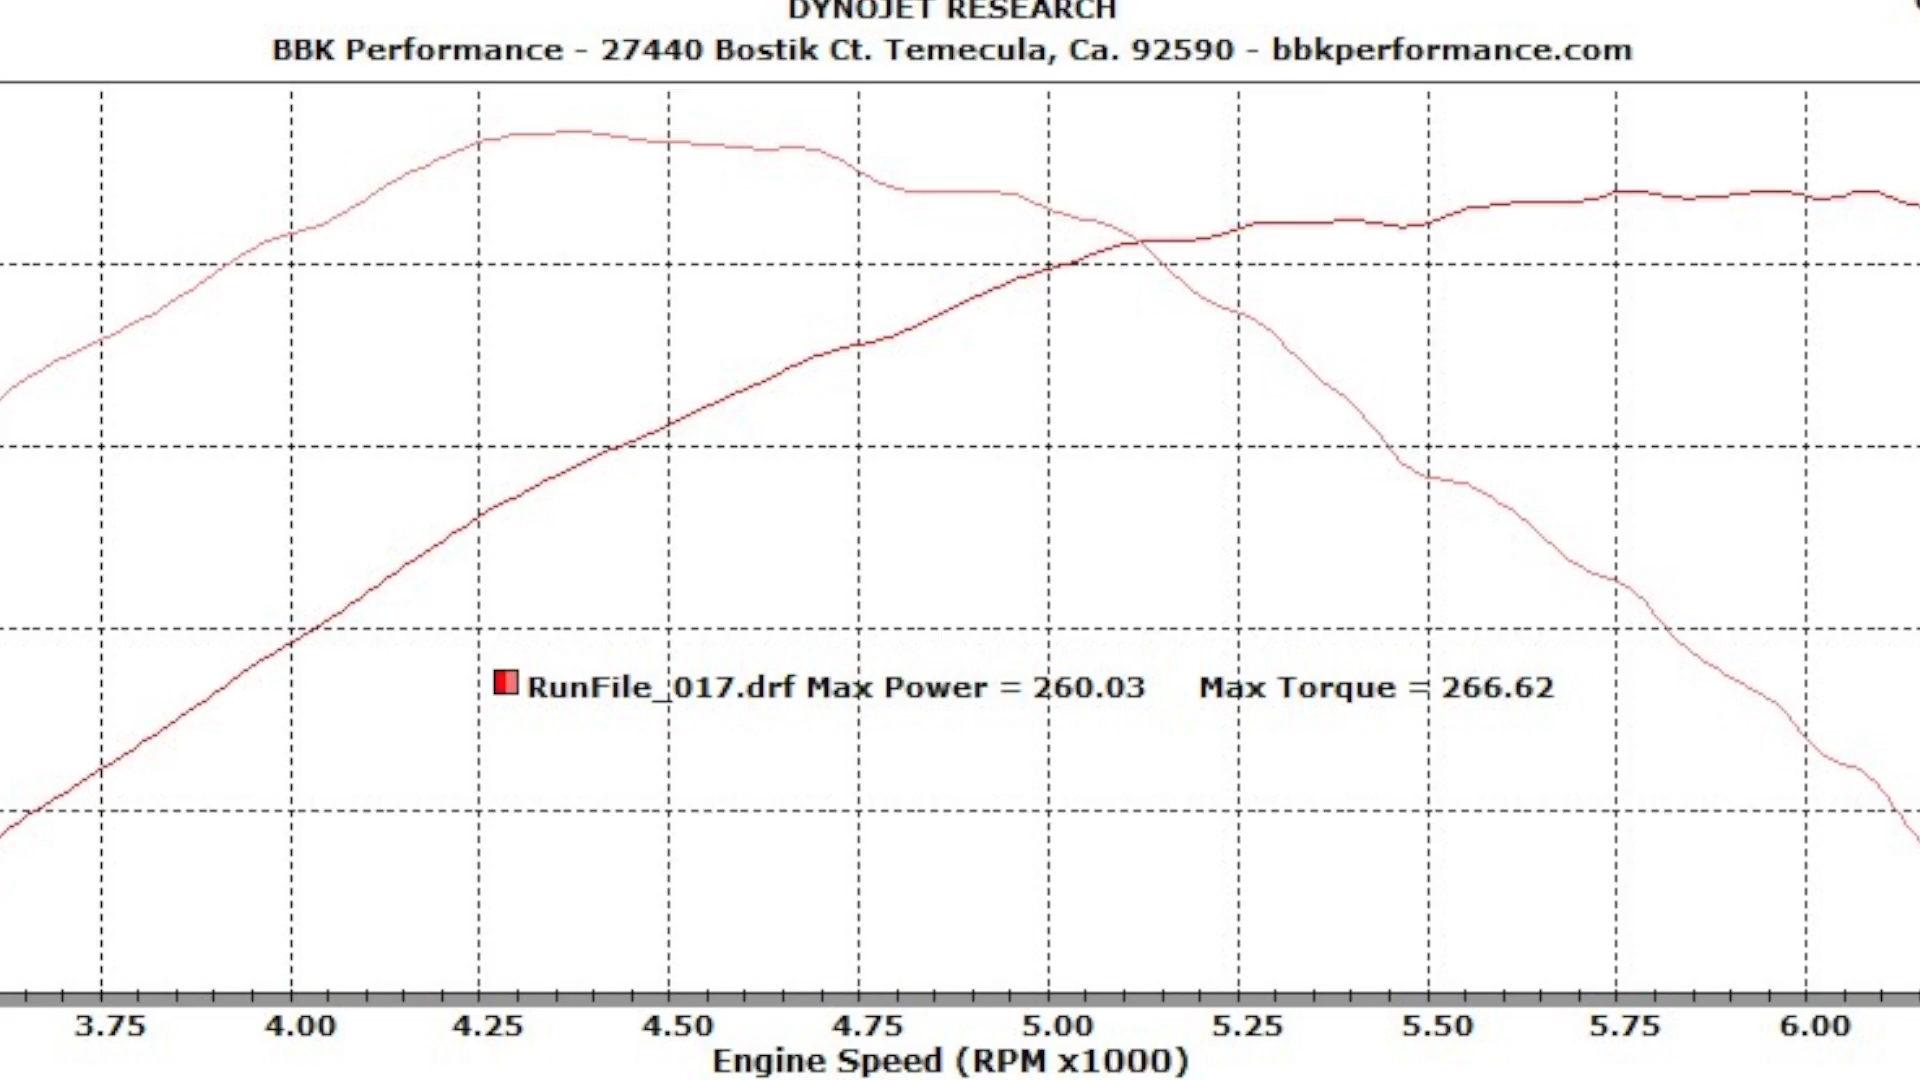 DYNOJET RESEARCH
BBK Performance - 27440 Bostik Ct. Temecula, Ca. 92590 - bbkperformance.com
RunFile_017.drf Max Power = 260.03 Max Torque = 266.62
3.75 4.00 4.25 4.50 4.75 5.00 5.25 5.50 5.75 6.00
Engine Speed (RPM x1000)